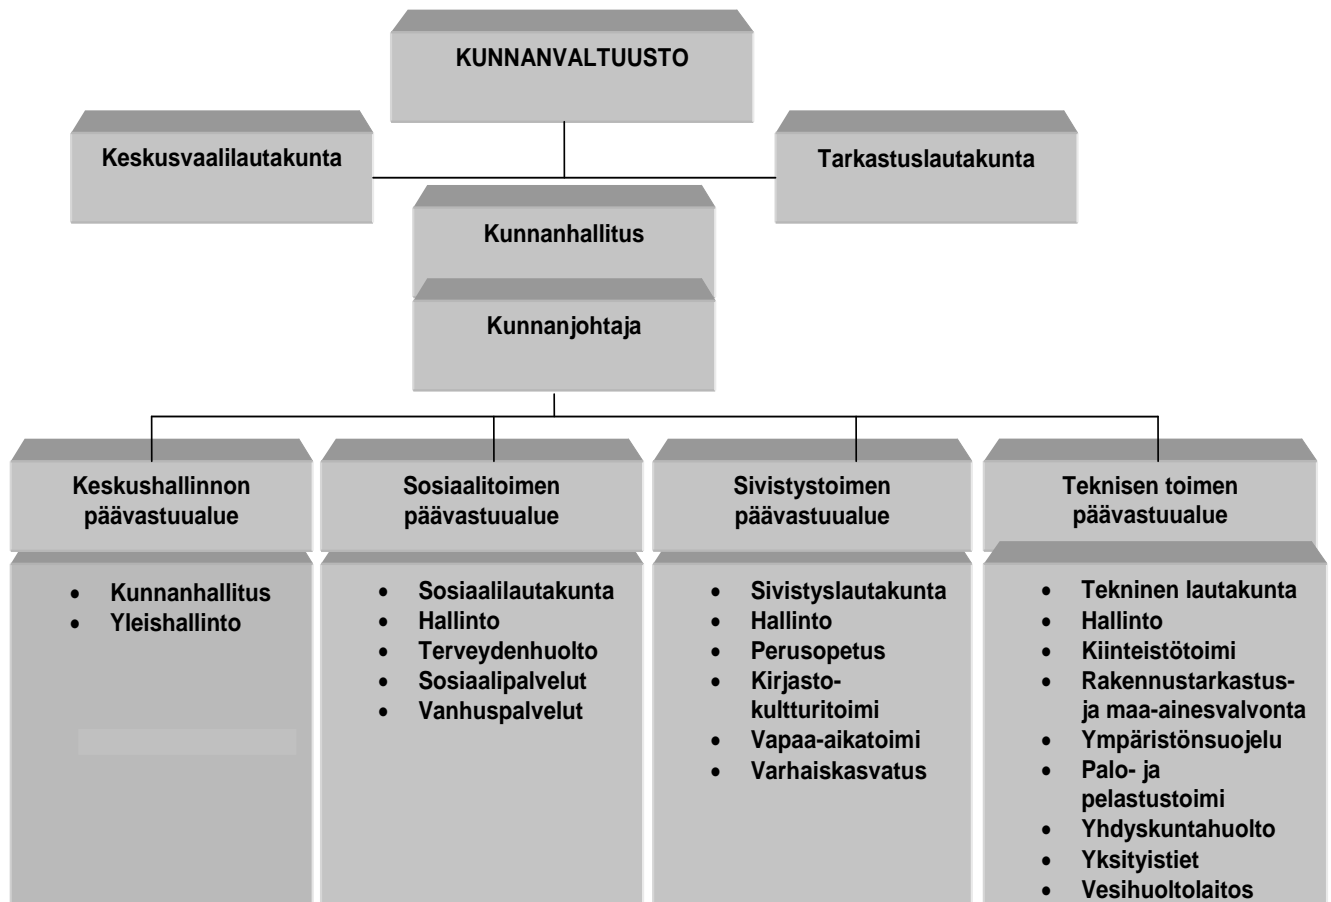 KUNNANVALTUUSTO
Keskusvaalilautakunta
Tarkastuslautakunta
Kunnanhallitus
Kunnanjohtaja
Keskushallinnon
päävastuualue
• Kunnanhallitus
• Yleishallinto
Sosiaalitoimen
päävastuualue
• Sosiaalilautakunta
• Hallinto
• Terveydenhuolto
• Sosiaalipalvelut
• Vanhuspalvelut
Sivistystoimen
päävastuualue
• Sivistyslautakunta
• Hallinto
• Perusopetus
• Kirjasto-
kultturitoimi
• Vapaa-aikatoimi
• Varhaiskasvatus
Teknisen toimen
päävastuualue
• Tekninen lautakunta
• Hallinto
• Kiinteistötoimi
• Rakennustarkastus-
ja maa-ainesvalvonta
• Ympäristönsuojelu
• Palo- ja
pelastustoimi
• Yhdyskuntahuolto
• Yksityistiet
• Vesihuoltolaitos